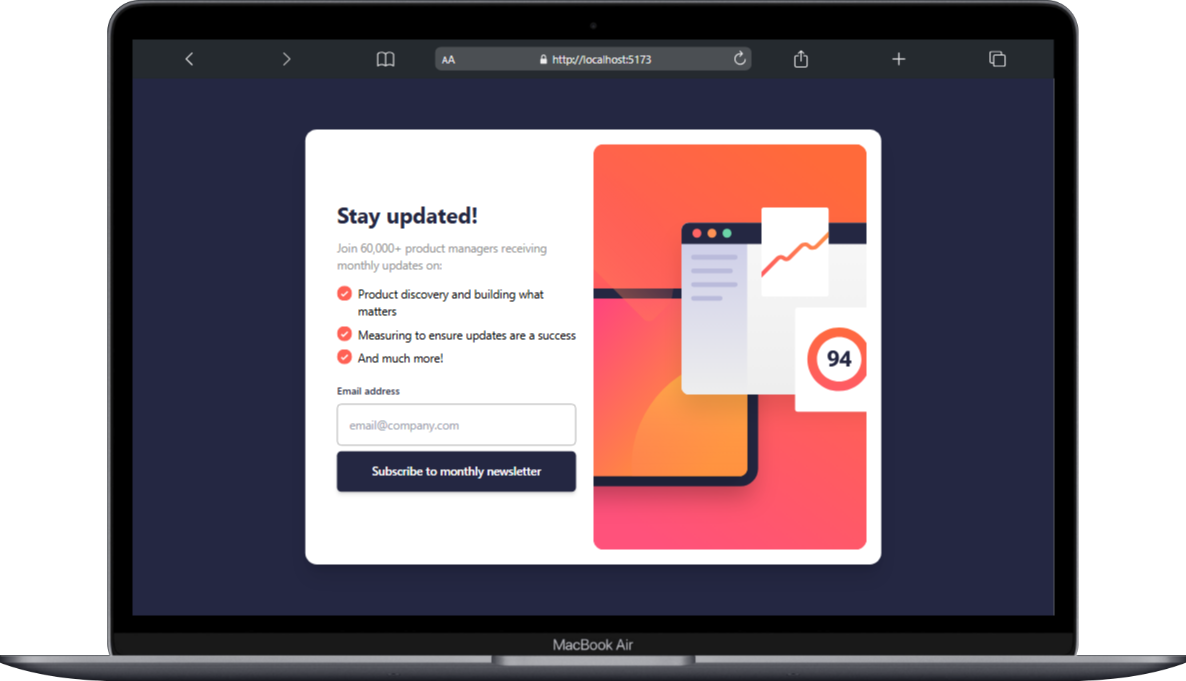 AA
http://localhost:5173
Stay updated!
Join 60,000+ product managers receiving
monthly updates on:
Product discovery and building what
matters
Measuring to ensure updates are a success
And much more!
Email address
email@company.com
Subscribe to monthly newsletter
94
MacBook Air